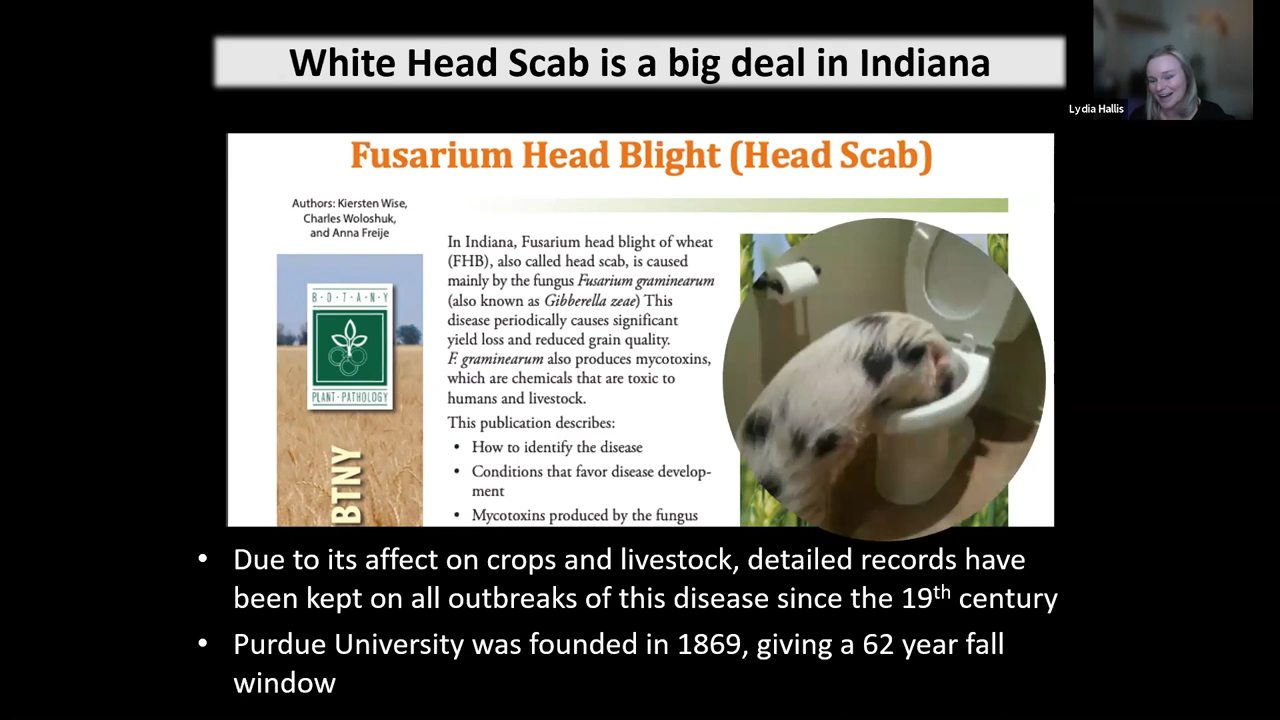 White Head Scab is a big deal in Indiana
Lydia Hallis
Fusarium Head Blight (Head Scab)
Authors: Kiersten Wise,
Charles Woloshuk,
and Anna Freije
B·O·T·A·N·Y
PLANT·PATHOLOGY
BTNY
In Indiana, Fusarium head blight of wheat
(FHB), also called head scab, is caused
mainly by the fungus Fusarium graminearum
(also known as Gibberella zeae) This
disease periodically causes significant
yield loss and reduced grain quality.
F. graminearum also produces mycotoxins,
which are chemicals that are toxic to
humans and livestock.
This publication describes:
• How to identify the disease
• Conditions that favor disease develop-
ment
• Mycotoxins produced by the fungus
• Due to its affect on crops and livestock, detailed records have
been kept on all outbreaks of this disease since the 19th century
• Purdue University was founded in 1869, giving a 62 year fall
window